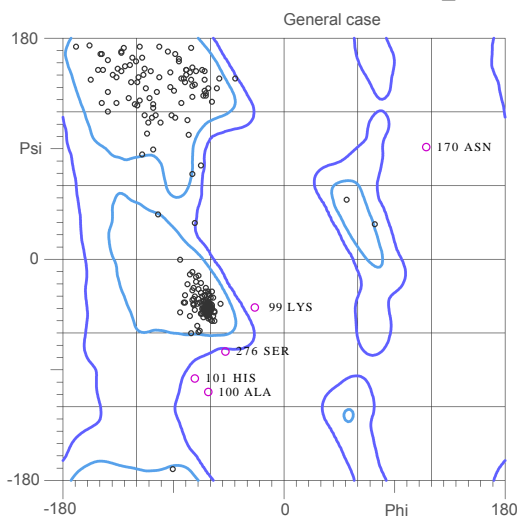 General case
180
Psi
170 ASN
0
99 LYS
276 SER
101 HIS
100 ALA
-180
-180 0 Phi 180